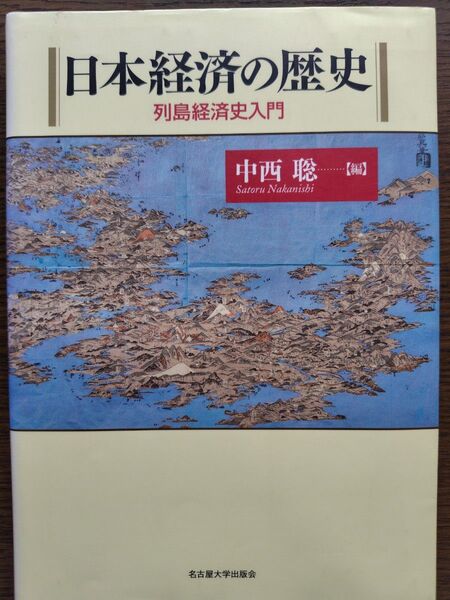 日本経済の歴史
列島経済史入門
中西 聡………【編】
Satoru Nakanishi
名古屋大学出版会